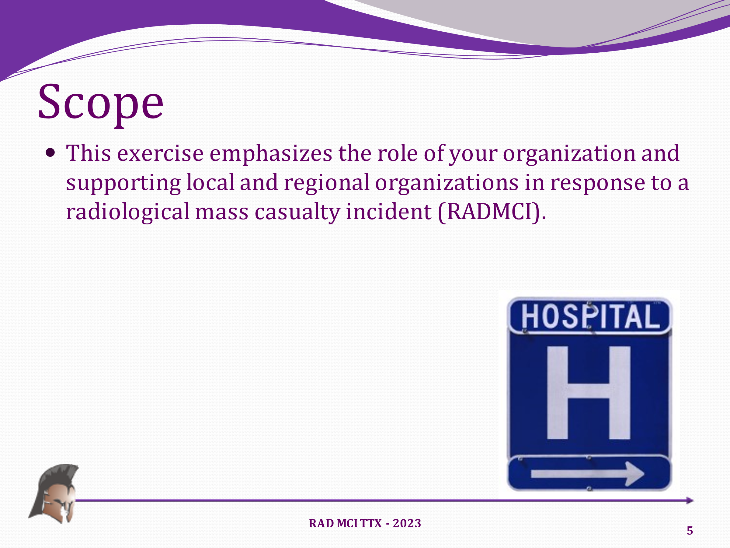 Scope
• This exercise emphasizes the role of your organization and
supporting local and regional organizations in response to a
radiological mass casualty incident (RADMCI).
HOSPITAL
H
RAD MCI TTX - 2023
5